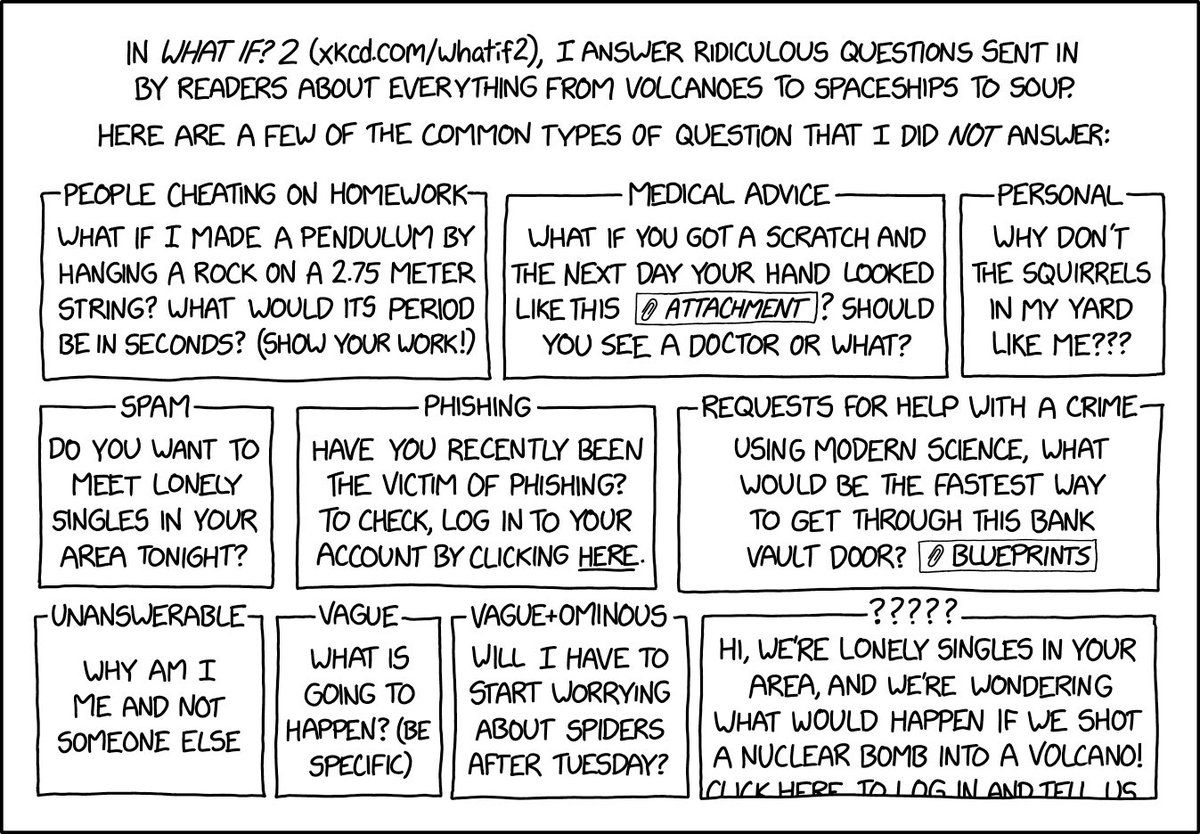 IN WHAT IF? 2 (xkcd.com/whatif2), I ANSWER RIDICULOUS QUESTIONS SENT IN
BY READERS ABOUT EVERYTHING FROM VOLCANOES TO SPACESHIPS TO SOUP.
HERE ARE A FEW OF THE COMMON TYPES OF QUESTION THAT I DID NOT ANSWER:
PEOPLE CHEATING ON HOMEWORK
WHAT IF I MADE A PENDULUM BY
HANGING A ROCK ON A 2.75 METER
STRING? WHAT WOULD ITS PERIOD
BE IN SECONDS? (SHOW YOUR WORK!)
MEDICAL ADVICE
WHAT IF YOU GOT A SCRATCH AND
THE NEXT DAY YOUR HAND LOOKED
LIKE THIS ATTACHMENT? SHOULD
YOU SEE A DOCTOR OR WHAT?
PERSONAL
WHY DON'T
THE SQUIRRELS
IN MY YARD
LIKE ME???
SPAM
DO YOU WANT TO
MEET LONELY
SINGLES IN YOUR
AREA TONIGHT?
PHISHING
HAVE YOU RECENTLY BEEN
THE VICTIM OF PHISHING?
TO CHECK, LOG IN TO YOUR
ACCOUNT BY CLICKING HERE.
REQUESTS FOR HELP WITH A CRIME
USING MODERN SCIENCE, WHAT
WOULD BE THE FASTEST WAY
TO GET THROUGH THIS BANK
VAULT DOOR? BLUEPRINTS
UNANSWERABLE
WHY AM I
ME AND NOT
SOMEONE ELSE
VAGUE
WHAT IS
GOING TO
HAPPEN? (BE
SPECIFIC)
VAGUE+OMINOUS
WILL I HAVE TO
START WORRYING
ABOUT SPIDERS
AFTER TUESDAY?
?????
HI, WE'RE LONELY SINGLES IN YOUR
AREA, AND WE'RE WONDERING
WHAT WOULD HAPPEN IF WE SHOT
A NUCLEAR BOMB INTO A VOLCANO!
CLICK HERE TO LOG IN AND TELL US